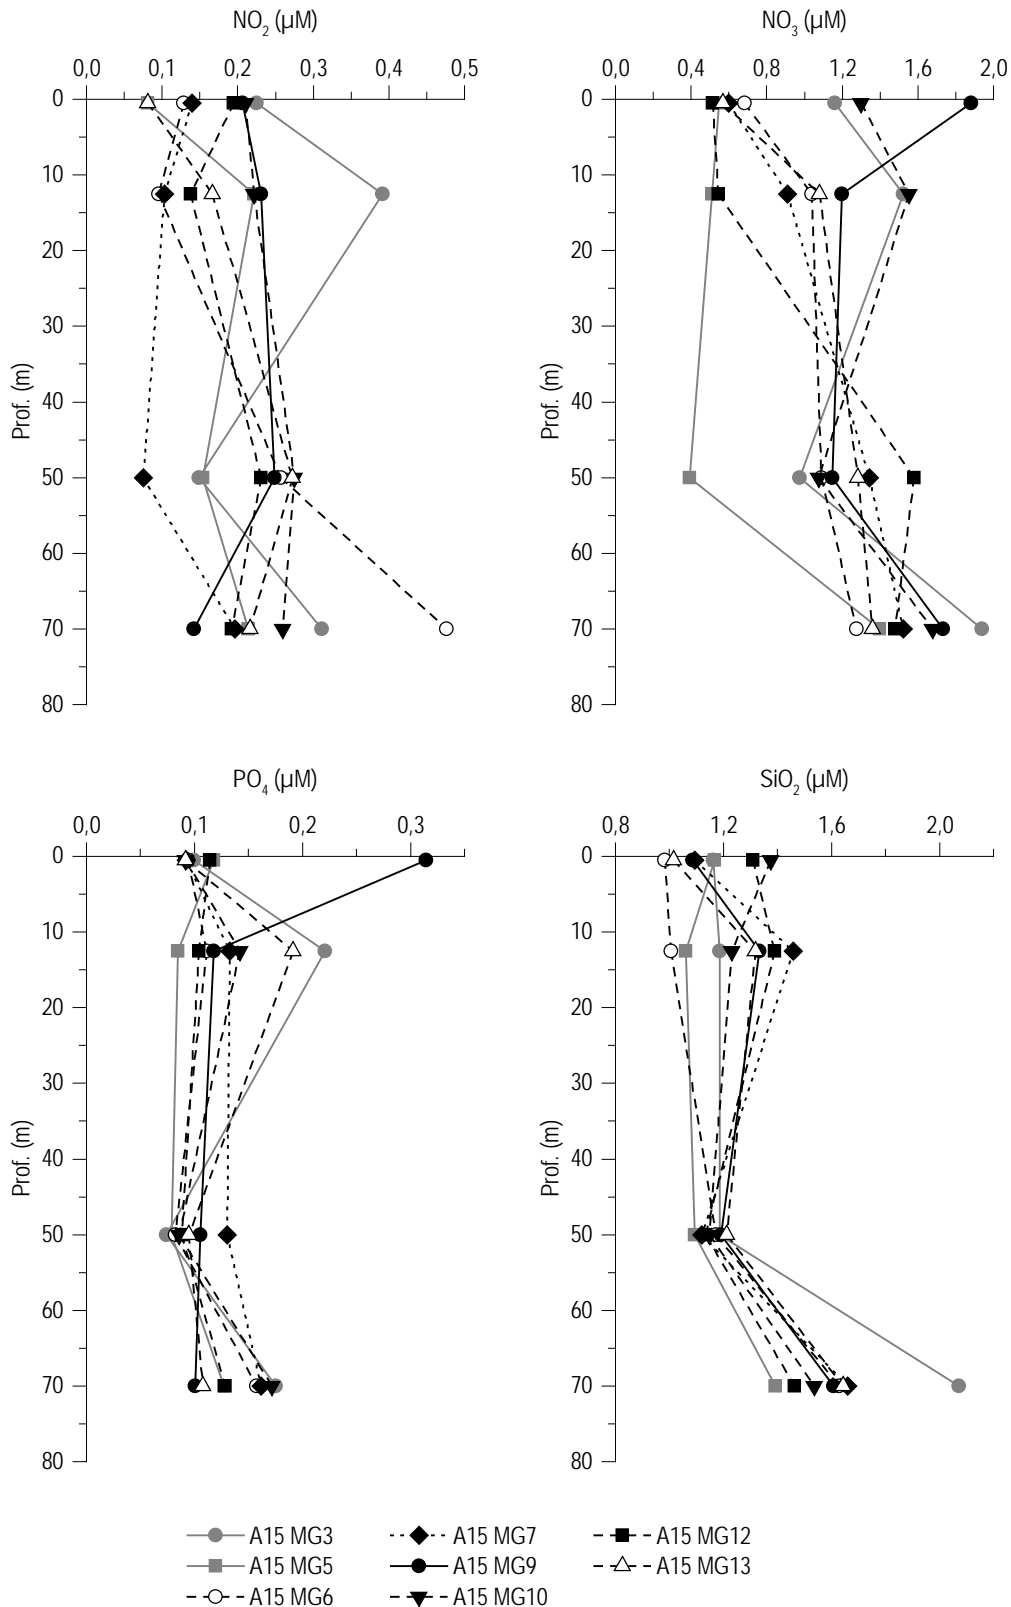 NO2 (µM)
0,0 0,1 0,2 0,3 0,4 0,5
0
10
20
30
40
50
60
70
80
Prof. (m)
NO3 (µM)
0,4 0,8 1,2 1,6 2,0
0
10
20
30
40
50
60
70
80
Prof. (m)
PO4 (µM)
0,0 0,1 0,2 0,3
0
10
20
30
40
50
60
70
80
Prof. (m)
SiO2 (µM)
0,8 1,2 1,6 2,0
0
10
20
30
40
50
60
70
80
Prof. (m)
A15 MG3 A15 MG7 A15 MG12
A15 MG5 A15 MG9 A15 MG13
A15 MG6 A15 MG10